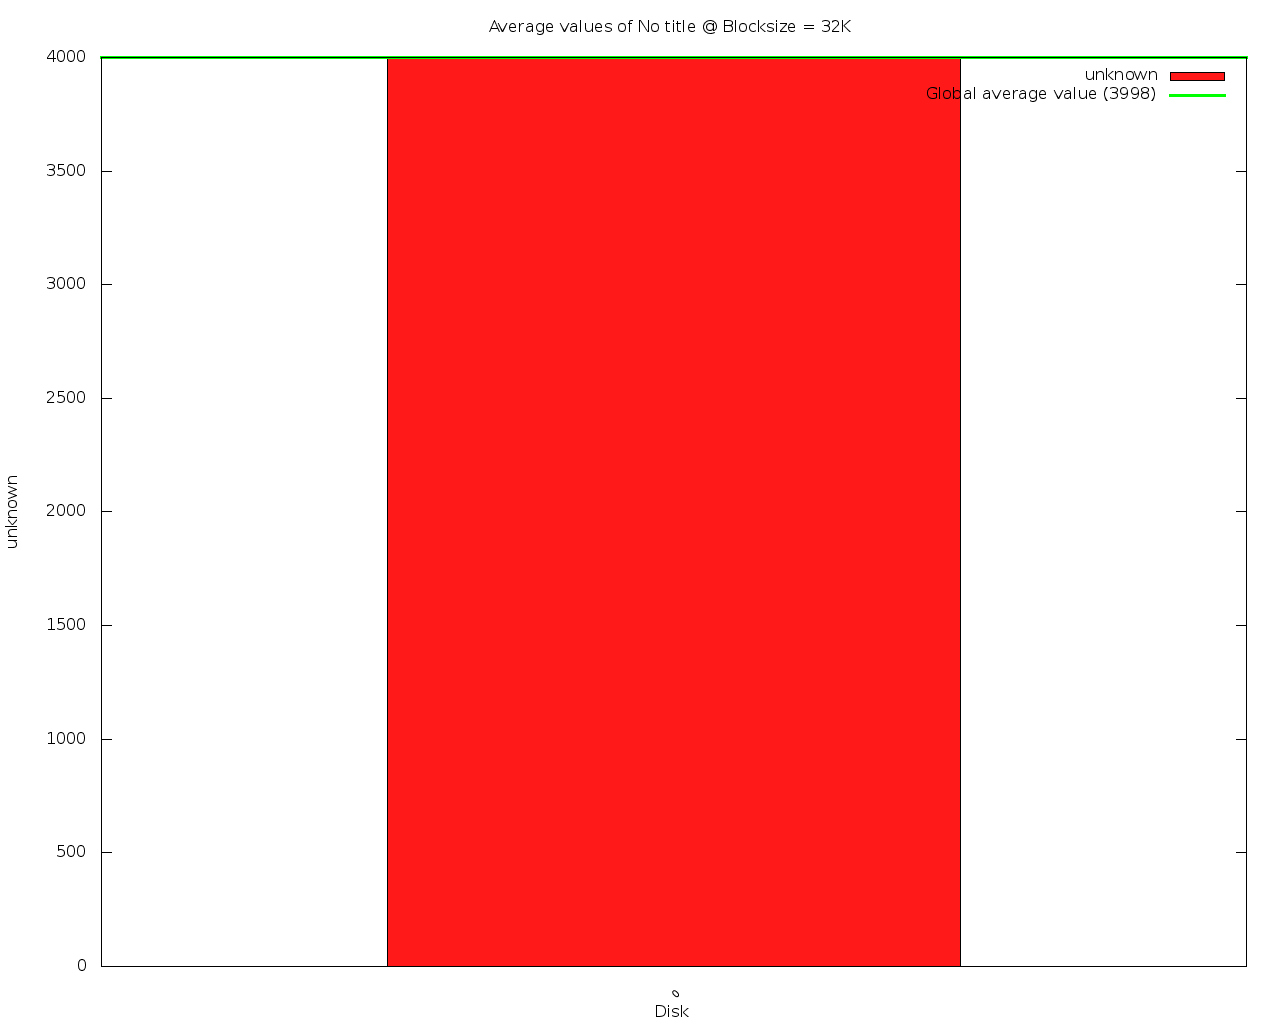 Average values of No title @ Blocksize = 32K
unknown
Global average value (3998)
4000
3500
3000
2500
2000
1500
1000
500
0
unknown
0
Disk